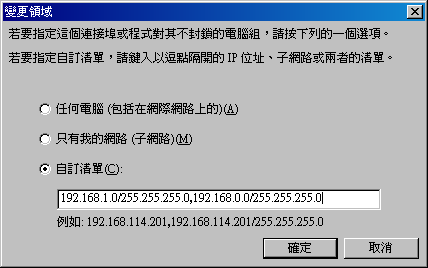 變更領域
若要指定這個連接埠或程式對其不封鎖的電腦組，請按下列的一個選項。
若要指定自訂清單，請鍵入以逗點隔開的 IP 位址、子網路或兩者的清單。
任何電腦 (包括在網際網路上的)(A)
只有我的網路 (子網路)(M)
自訂清單(C):
192.168.1.0/255.255.255.0,192.168.0.0/255.255.255.0
例如: 192.168.114.201,192.168.114.201/255.255.255.0
確定
取消